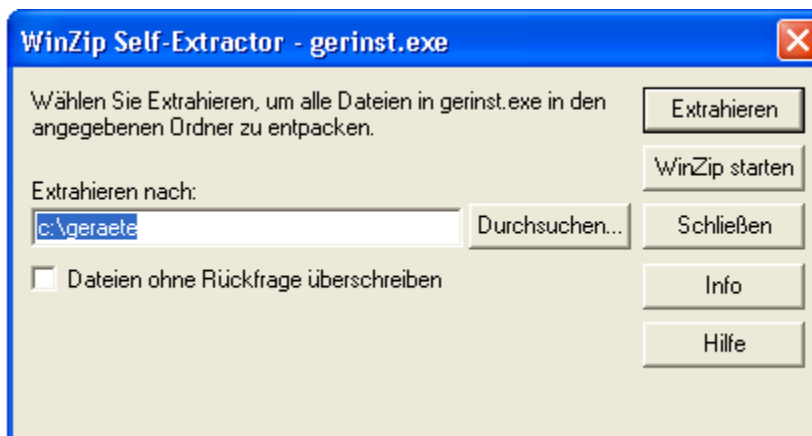 WinZip Self-Extractor - gerinst.exe
Wählen Sie Extrahieren, um alle Dateien in gerinst.exe in den
angegebenen Ordner zu entpacken.
Extrahieren
WinZip starten
Extrahieren nach:
c:\geraete
Durchsuchen...
Schließen
Dateien ohne Rückfrage überschreiben
Info
Hilfe